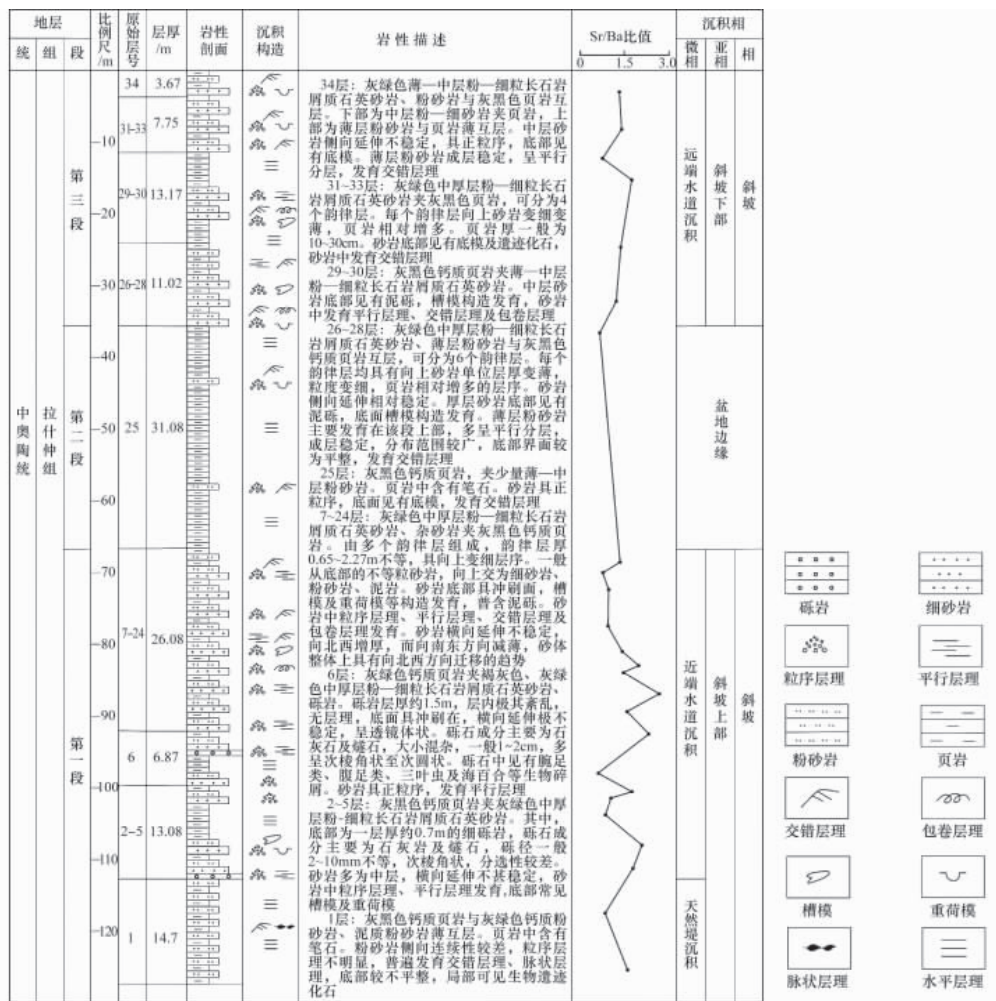 地层
统
组
段
比例尺/m
原始层号
层厚/m
岩性剖面
沉积构造
岩性描述
Sr/Ba比值
0 1.5 3.0
沉积相
微相
亚相
相
中奥陶统
拉什仲组
第三段
第二段
第一段
-10
-20
-30
-40
-50
-60
-70
-80
-90
-100
-110
-120
34 3.67
31-33 7.75
29-30 13.17
26-28 11.02
25 31.08
7-24 26.08
6 6.87
2-5 13.08
1 14.7
34层：灰绿色薄—中层粉—细粒长石岩
屑质石英砂岩、粉砂岩与灰黑色页岩互
层。下部为中层粉—细砂岩夹页岩，上
部为薄层粉砂岩与页岩薄互层。中层砂
岩侧向延伸不稳定，具正粒序，底部见
有底模。薄层粉砂岩成层稳定，呈平行
分层，发育交错层理
31~33层：灰绿色中厚层粉—细粒长石
岩屑质石英砂岩夹灰黑色页岩，可分为4
个韵律层。每个韵律层向上砂岩变细变
薄，页岩相对增多。页岩厚一般为
10~30cm。砂岩底部见有底模及遗迹化石，
砂岩中发育交错层理
29~30层：灰黑色钙质页岩夹薄—中层
粉—细粒长石岩屑质石英砂岩。中层砂
岩底部见有泥砾，槽模构造发育，砂岩
中发育平行层理、交错层理及包卷层理
26~28层：灰绿色中厚层粉—细粒长石
岩屑质石英砂岩、薄层粉砂岩与灰黑色
钙质页岩互层，可分为6个韵律层。每个
韵律层均具有向上砂岩单位层厚变薄，
粒度变细，页岩相对增多的层序。砂岩
侧向延伸相对稳定。厚层砂岩底部见有
泥砾，底面槽模构造发育。薄层粉砂岩
主要发育在该段上部，多呈平行分层，
成层稳定，分布范围较广，底部界面较
为平整，发育交错层理
25层：灰黑色钙质页岩，夹少量薄—中
层粉砂岩。页岩中含有笔石。砂岩具正
粒序，底面见有底模，发育交错层理
7~24层：灰绿色中厚层粉—细粒长石岩
屑质石英砂岩、杂砂岩夹灰黑色钙质页
岩。由多个韵律层组成，韵律层厚
0.65~2.27m不等，具向上变细层序。一般
从底部的不等粒砂岩，向上交为细砂岩、
粉砂岩、泥岩。砂岩底部具冲刷面，槽
模及重荷模等构造发育，普含泥砾。砂
岩中粒序层理、平行层理、交错层理及
包卷层理发育。砂岩横向延伸不稳定，
向北西增厚，而向南东方向减薄，砂体
整体上具有向北西方向迁移的趋势
6层：灰绿色钙质页岩夹褐灰色、灰绿
色中厚层粉—细粒长石岩屑质石英砂岩、
砾岩。砾岩层厚约1.5m，层内极其紊乱，
无层理，底面具冲刷在，横向延伸极不
稳定，呈透镜体状。砾石成分主要为石
灰石及燧石，大小混杂，一般1~2cm，多
呈次棱角状至次圆状。砾石中见有腕足
类、腹足类、三叶虫及海百合等生物碎
屑。砂岩具正粒序，发育平行层理
2~5层：灰黑色钙质页岩夹灰绿色中厚
层粉-细粒长石岩屑质石英砂岩。其中，
底部为一层厚约0.7m的细砾岩，砾石成
分主要为石灰岩及燧石，砾径一般
2~10mm不等，次棱角状，分选性较差。
砂岩多为中层，横向延伸不甚稳定，砂
岩中粒序层理、平行层理发育,底部常见
槽模及重荷模
1层：灰黑色钙质页岩与灰绿色钙质粉
砂岩、泥质粉砂岩薄互层。页岩中含有
笔石。粉砂岩侧向连续性较差，粒序层
理不明显，普遍发育交错层理、脉状层
理，底部较不平整，局部可见生物遗迹
化石
远端水道沉积
斜坡下部
斜坡
盆地边缘
近端水道沉积
斜坡上部
斜坡
天然堤沉积
砾岩
细砂岩
粒序层理
平行层理
粉砂岩
页岩
交错层理
包卷层理
槽模
重荷模
脉状层理
水平层理